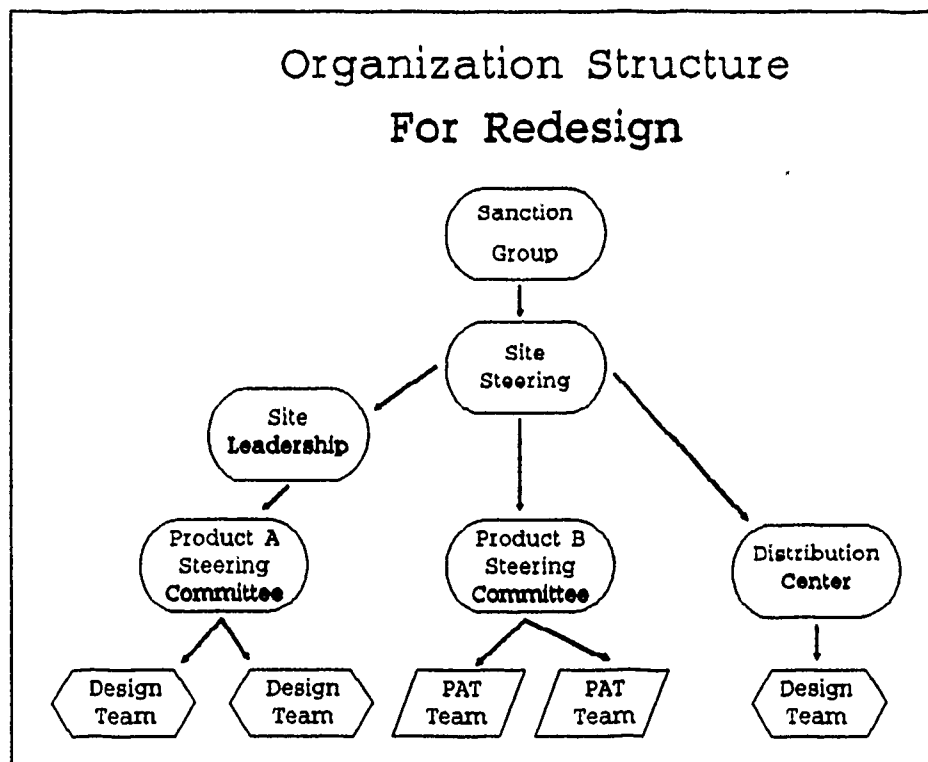 Organization Structure
For Redesign
Sanction
Group
Site
Steering
Site
Leadership
Product A
Steering
Committee
Product B
Steering
Committee
Distribution
Center
Design
Team
Design
Team
PAT
Team
PAT
Team
Design
Team